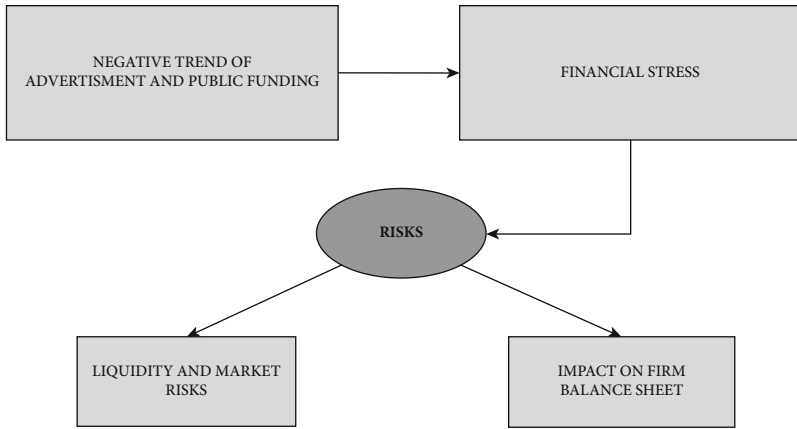 NEGATIVE TREND OF
ADVERTISMENT AND PUBLIC FUNDING
FINANCIAL STRESS
RISKS
LIQUIDITY AND MARKET
RISKS
IMPACT ON FIRM
BALANCE SHEET